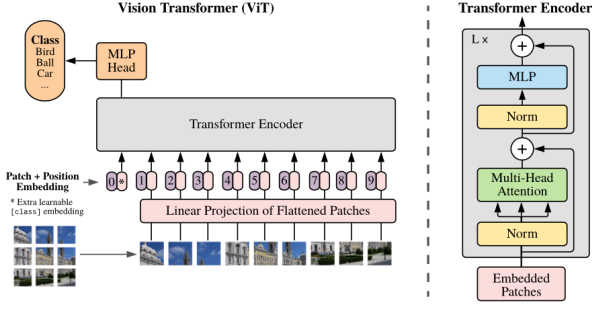 Vision Transformer (ViT)
Class
Bird
Ball
Car
...
MLP
Head
Transformer Encoder
Patch + Position
Embedding
0 * 1 2 3 4 5 6 7 8 9
* Extra learnable
[class] embedding
Linear Projection of Flattened Patches
Transformer Encoder
L x
+
MLP
Norm
+
Multi-Head
Attention
Norm
Embedded
Patches